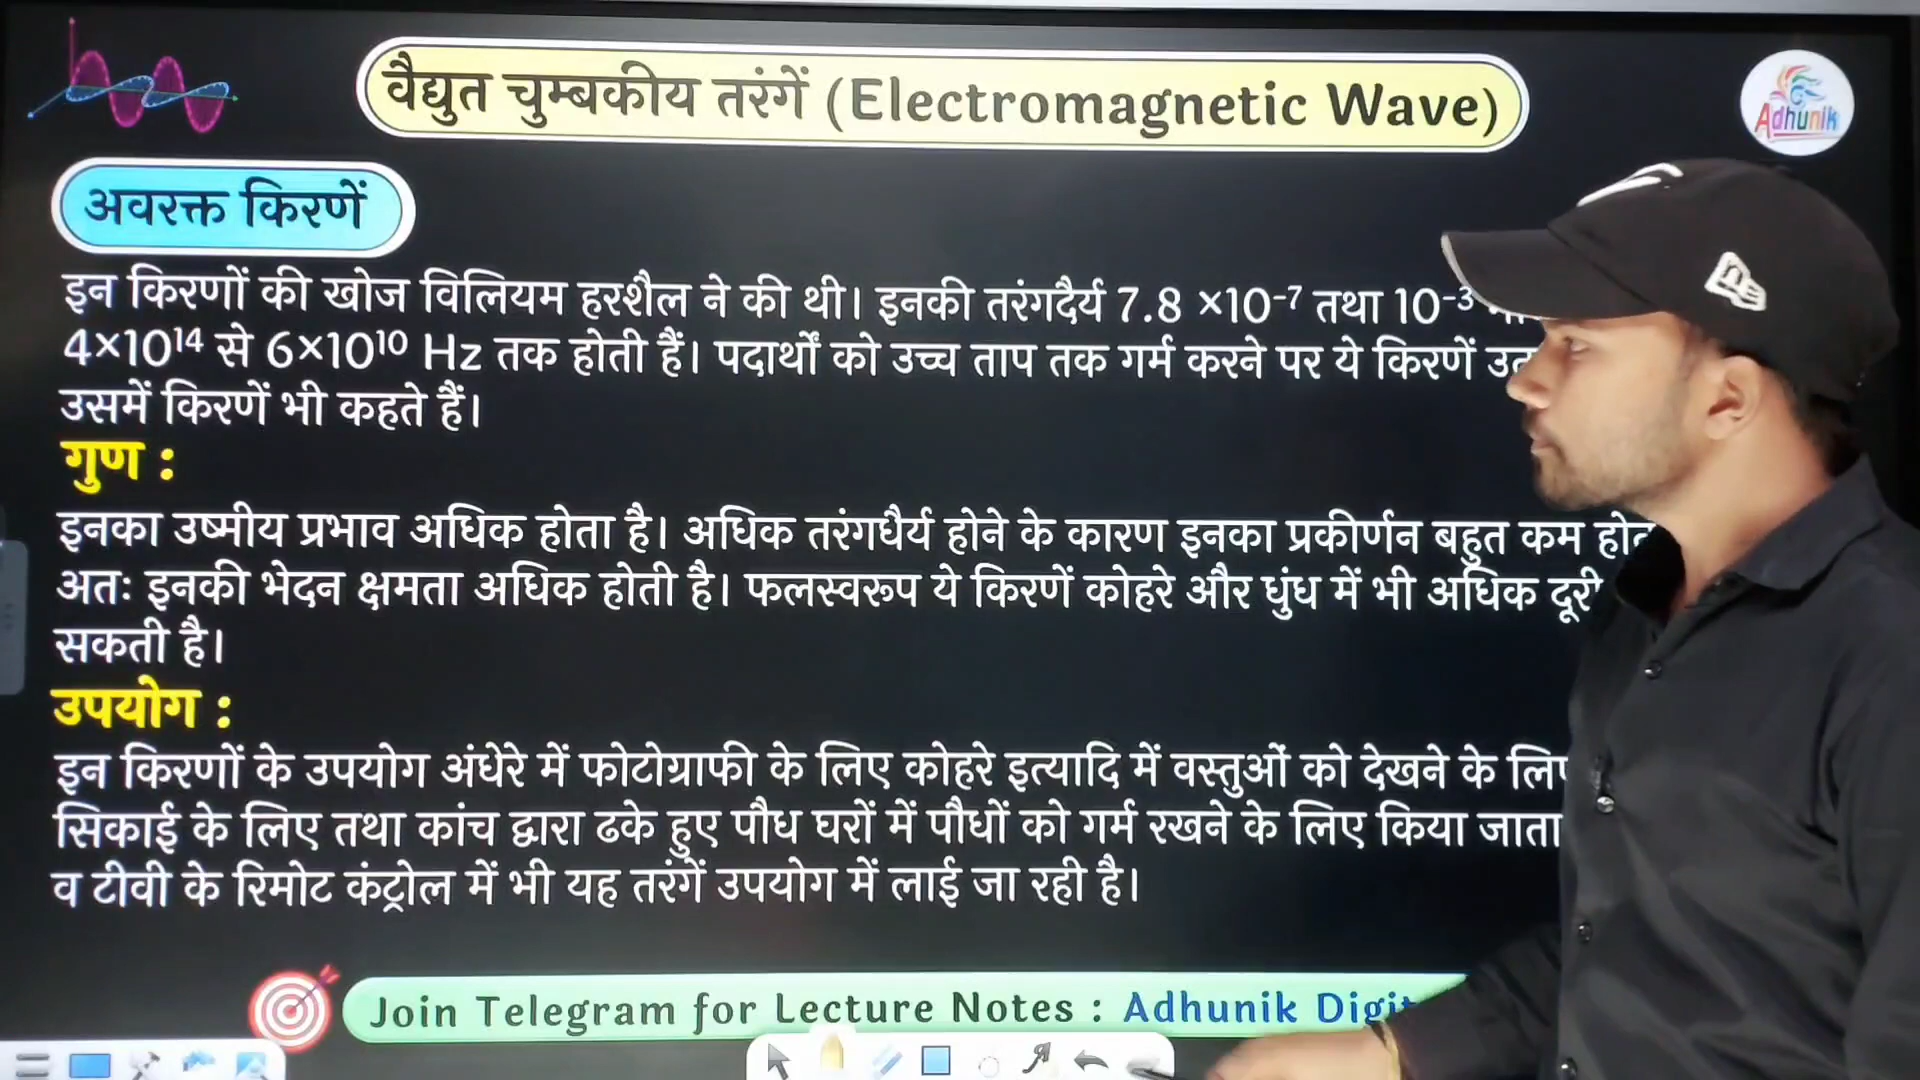 वैद्युत चुम्बकीय तरंगें (Electromagnetic Wave)
Adhunik
अवरक्त किरणें
इन किरणों की खोज विलियम हरशैल ने की थी। इनकी तरंगदैर्य 7.8 ×10⁻⁷ तथा 10⁻³
4×10¹⁴ से 6×10¹⁰ Hz तक होती हैं। पदार्थों को उच्च ताप तक गर्म करने पर ये किरणें
उसमें किरणें भी कहते हैं।
गुण :
इनका उष्मीय प्रभाव अधिक होता है। अधिक तरंगधैर्य होने के कारण इनका प्रकीर्णन बहुत कम
अतः इनकी भेदन क्षमता अधिक होती है। फलस्वरूप ये किरणें कोहरे और धुंध में भी अधिक दूरी
सकती है।
उपयोग :
इन किरणों के उपयोग अंधेरे में फोटोग्राफी के लिए कोहरे इत्यादि में वस्तुओं को देखने के
सिकाई के लिए तथा कांच द्वारा ढके हुए पौध घरों में पौधों को गर्म रखने के लिए किया जाता
व टीवी के रिमोट कंट्रोल में भी यह तरंगें उपयोग में लाई जा रही है।
Join Telegram for Lecture Notes : Adhunik